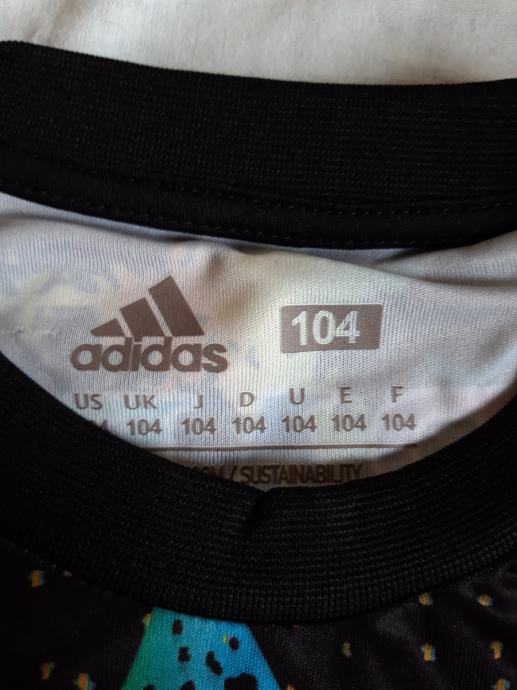 adidas
104
US UK J D U E F
104 104 104 104 104 104
/ SUSTAINABILITY